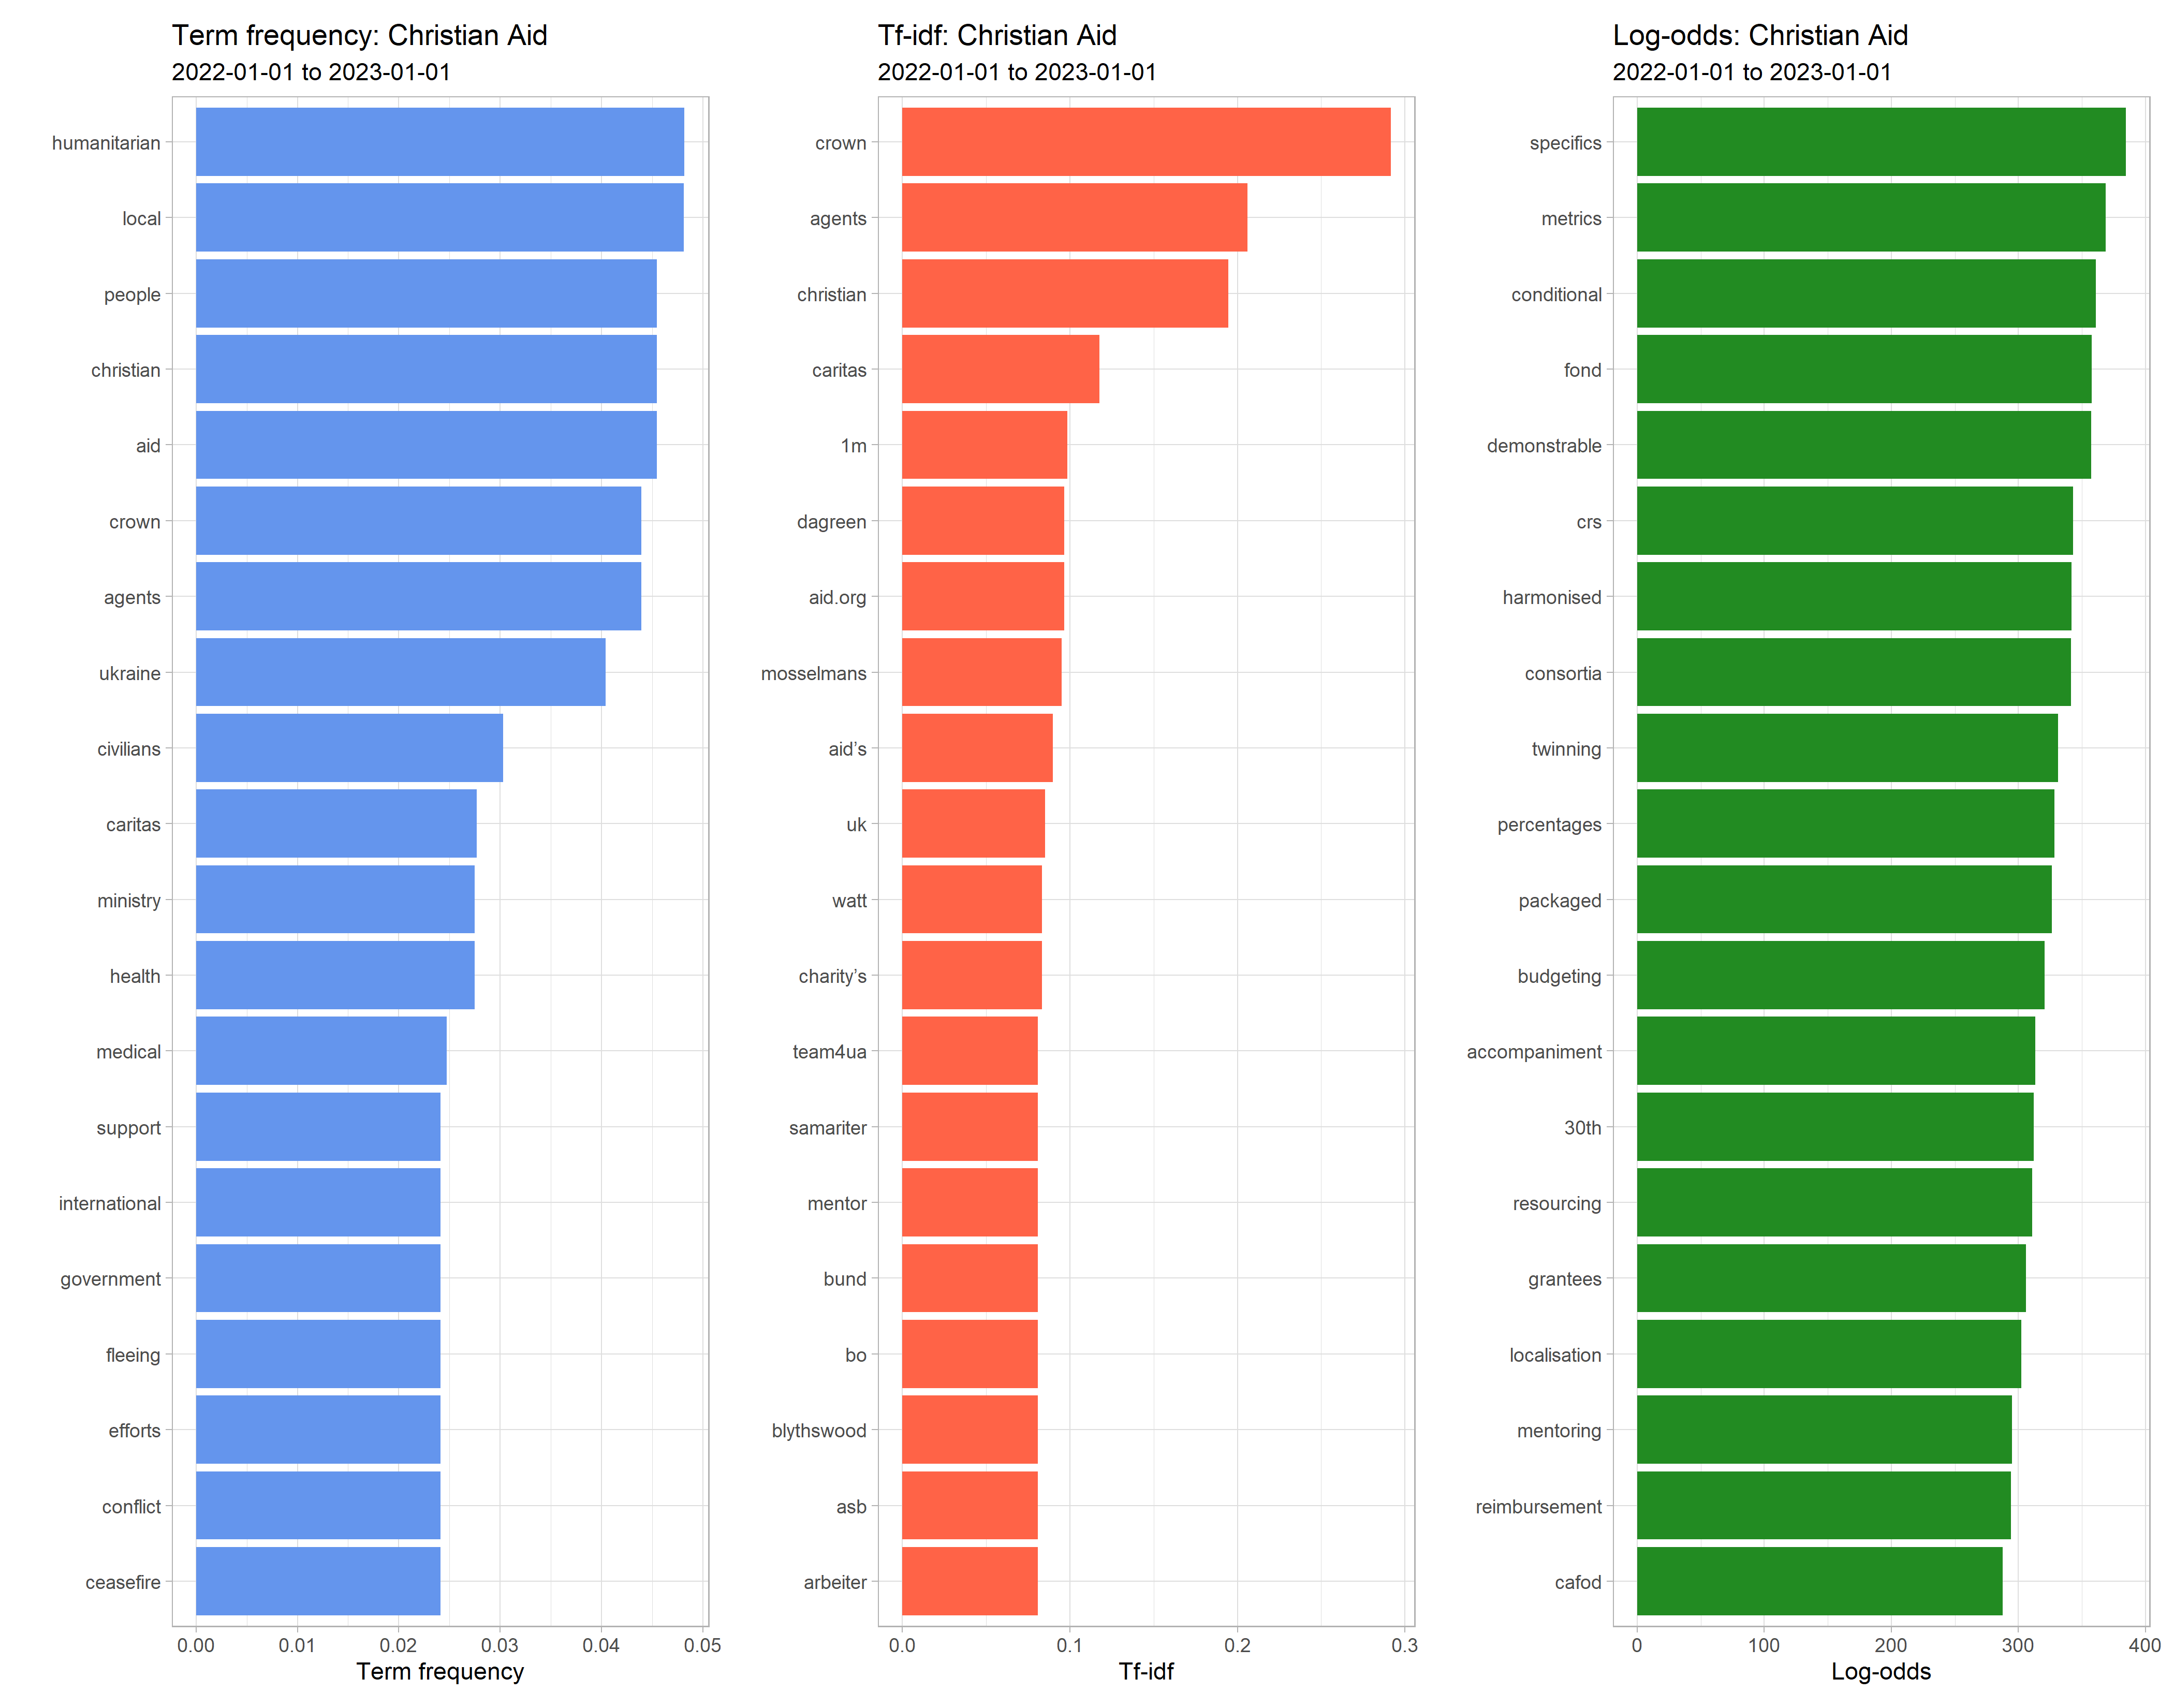 Term frequency: Christian Aid
2022-01-01 to 2023-01-01
humanitarian
local
people
christian
aid
crown
agents
ukraine
civilians
caritas
ministry
health
medical
support
international
government
fleeing
efforts
conflict
ceasefire
0.00 0.01 0.02 0.03 0.04 0.05
Term frequency
Tf-idf: Christian Aid
2022-01-01 to 2023-01-01
crown
agents
christian
caritas
1m
dagreen
aid.org
mosselmans
aid’s
uk
watt
charity’s
team4ua
samariter
mentor
bund
bo
blythswood
asb
arbeiter
0.0 0.1 0.2 0.3
Tf-idf
Log-odds: Christian Aid
2022-01-01 to 2023-01-01
specifics
metrics
conditional
fond
demonstrable
crs
harmonised
consortia
twinning
percentages
packaged
budgeting
accompaniment
30th
resourcing
grantees
localisation
mentoring
reimbursement
cafod
0 100 200 300 400
Log-odds